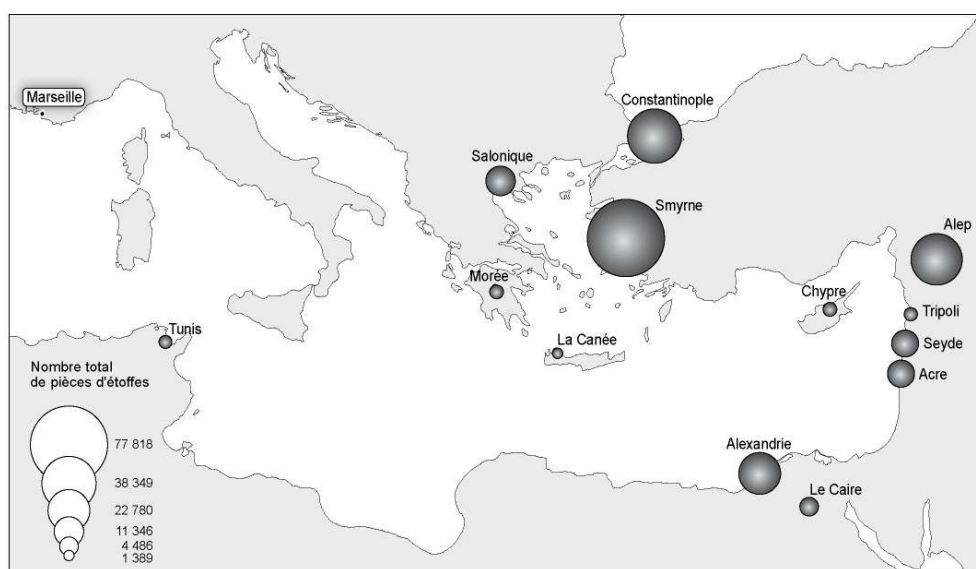 Marseille
Constantinople
Salonique
Smyrne
Alep
Morée
Chypre
Tripoli
Tunis
La Canée
Seyde
Acre
Nombre total
de pièces d'étoffes
77 818
38 349
22 780
11 346
4 486
1 389
Alexandrie
Le Caire